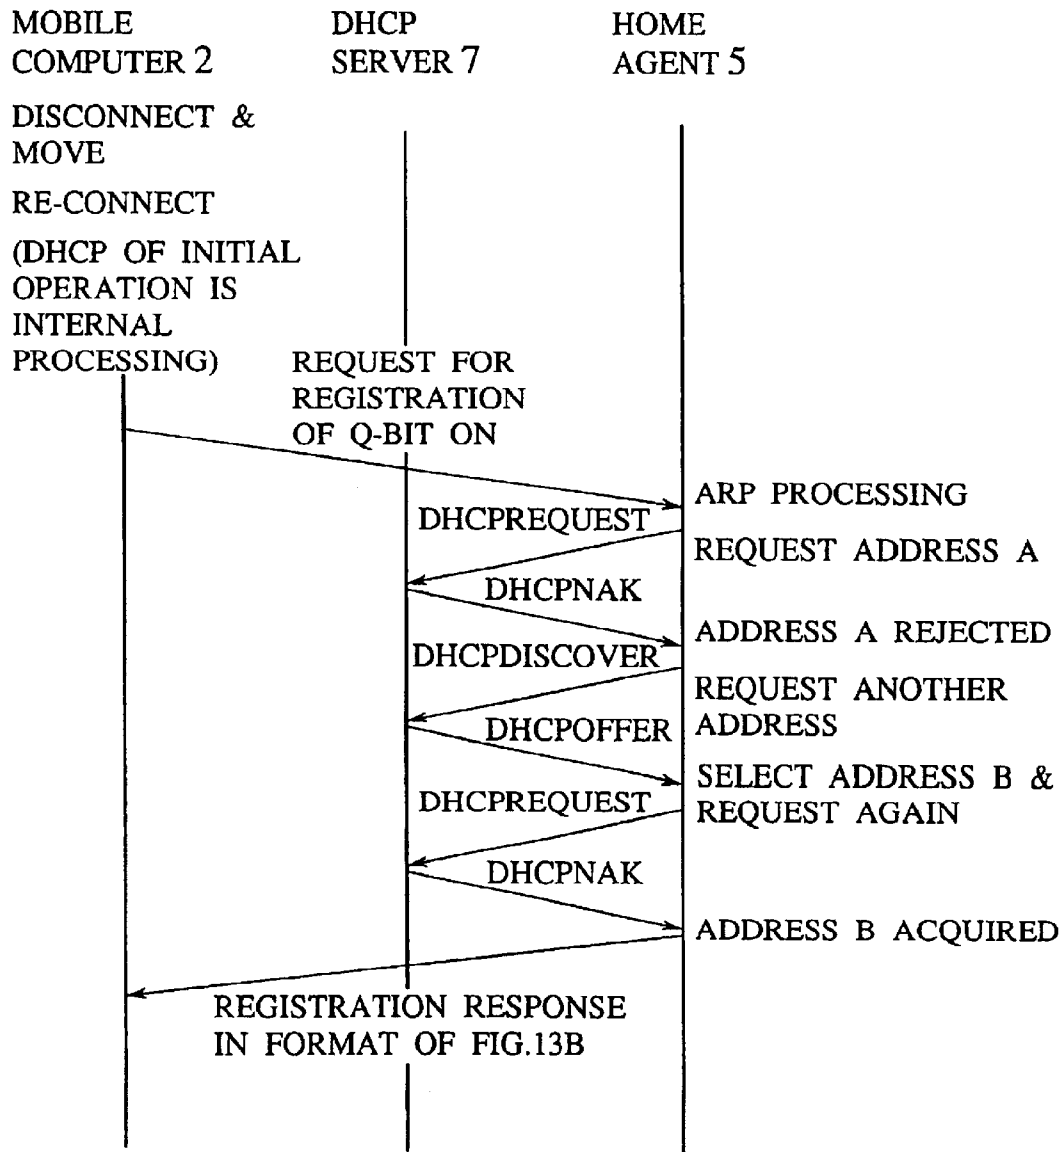 MOBILE
COMPUTER 2
DHCP
SERVER 7
HOME
AGENT 5
DISCONNECT &
MOVE
RE-CONNECT
(DHCP OF INITIAL
OPERATION IS
INTERNAL
PROCESSING)
REQUEST FOR
REGISTRATION
OF Q-BIT ON
ARP PROCESSING
DHCPREQUEST
REQUEST ADDRESS A
DHCPNAK
ADDRESS A REJECTED
DHCPDISCOVER
REQUEST ANOTHER
ADDRESS
DHCPOFFER
SELECT ADDRESS B &
REQUEST AGAIN
DHCPREQUEST
DHCPNAK
ADDRESS B ACQUIRED
REGISTRATION RESPONSE
IN FORMAT OF FIG.13B